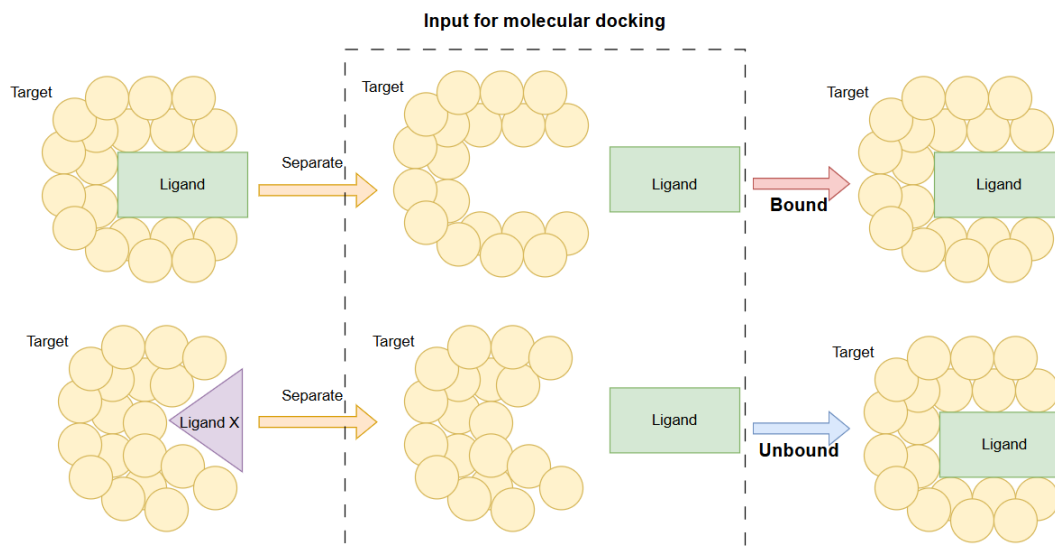 Input for molecular docking
Target
Ligand
Separate
Target
Ligand
Bound
Target
Ligand
Target
Ligand X
Separate
Target
Ligand
Unbound
Target
Ligand